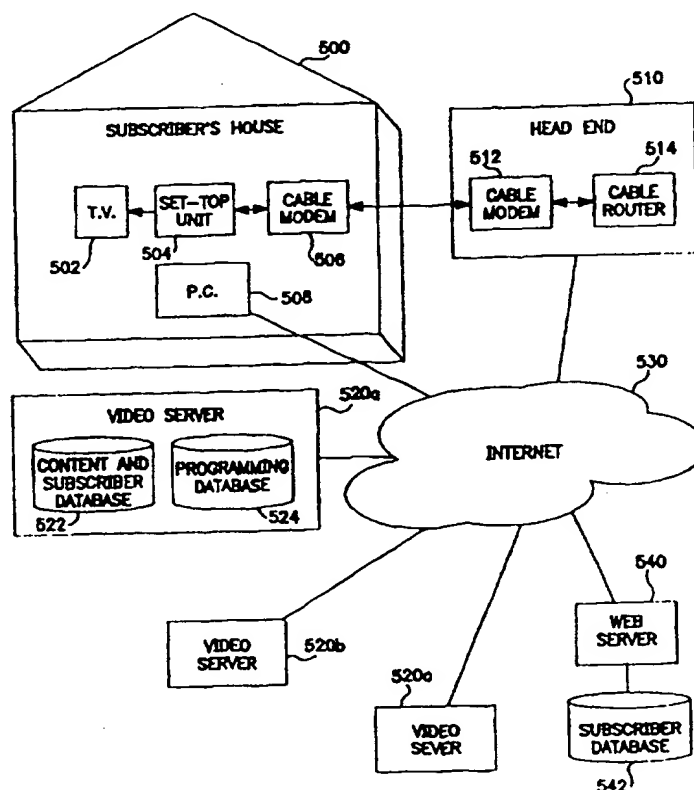 500
SUBSCRIBER'S HOUSE
T.V.
502
SET-TOP
UNIT
504
CABLE
MODEM
506
P.C.
508
510
HEAD END
512
CABLE
MODEM
514
CABLE
ROUTER
530
INTERNET
520a
VIDEO SERVER
CONTENT AND
SUBSCRIBER
DATABASE
522
PROGRAMMING
DATABASE
524
VIDEO
SERVER
520b
520a
VIDEO
SEVER
540
WEB
SERVER
SUBSCRIBER
DATABASE
542